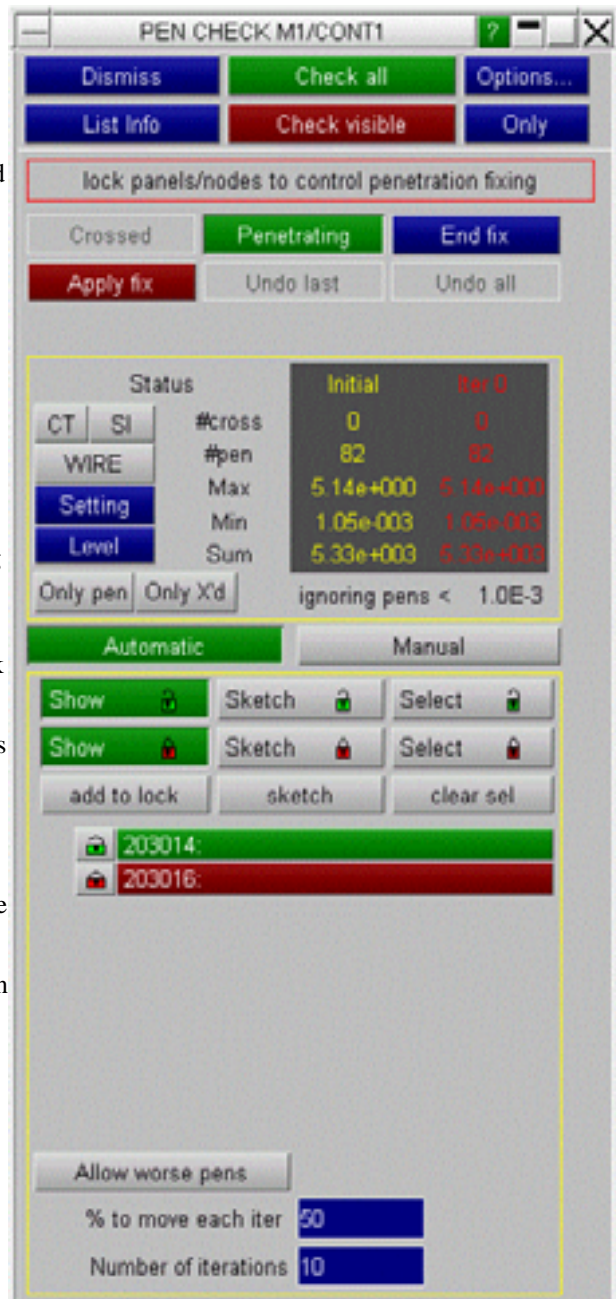 PEN CHECK M1/CONT1 ?
Dismiss Check all Options...
List Info Check visible Only
lock panels/nodes to control penetration fixing
Crossed Penetrating End fix
Apply fix Undo last Undo all
Status Initial Iter 0
CT SI #cross 0 0
WIRE #pen 82 82
Setting Max 5.14e+000 5.14e+000
Level Min 1.05e-003 1.05e-003
Sum 5.33e+003 5.33e+003
Only pen Only X'd ignoring pens < 1.0E-3
Automatic Manual
Show Sketch Select
Show Sketch Select
add to lock sketch clear sel
203014:
203016:
Allow worse pens
% to move each iter 50
Number of iterations 10